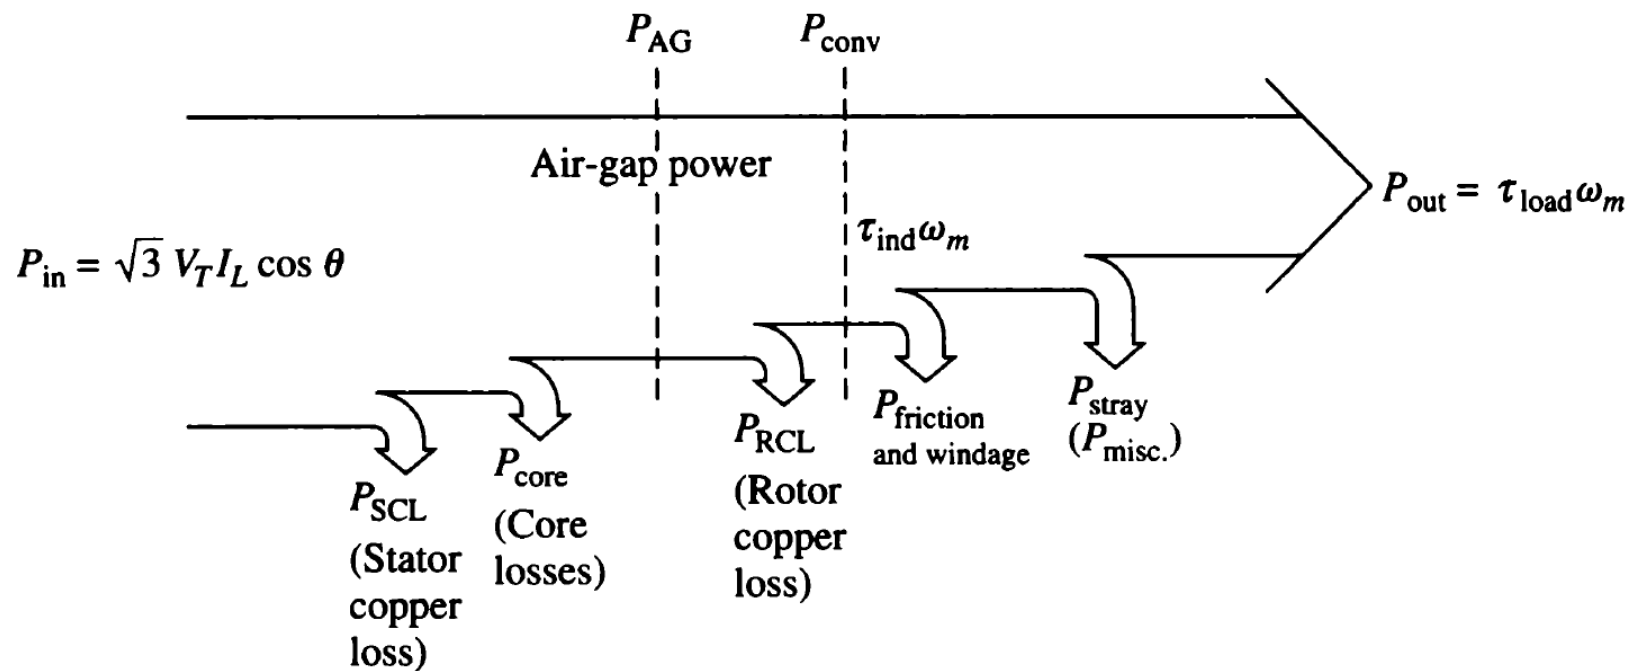 P_AG
P_conv
Air-gap power
P_out = τ_load ω_m
τ_ind ω_m
P_in = √3 V_T I_L cos θ
P_SCL
(Stator
copper
loss)
P_core
(Core
losses)
P_RCL
(Rotor
copper
loss)
P_friction
and windage
P_stray
(P_misc.)